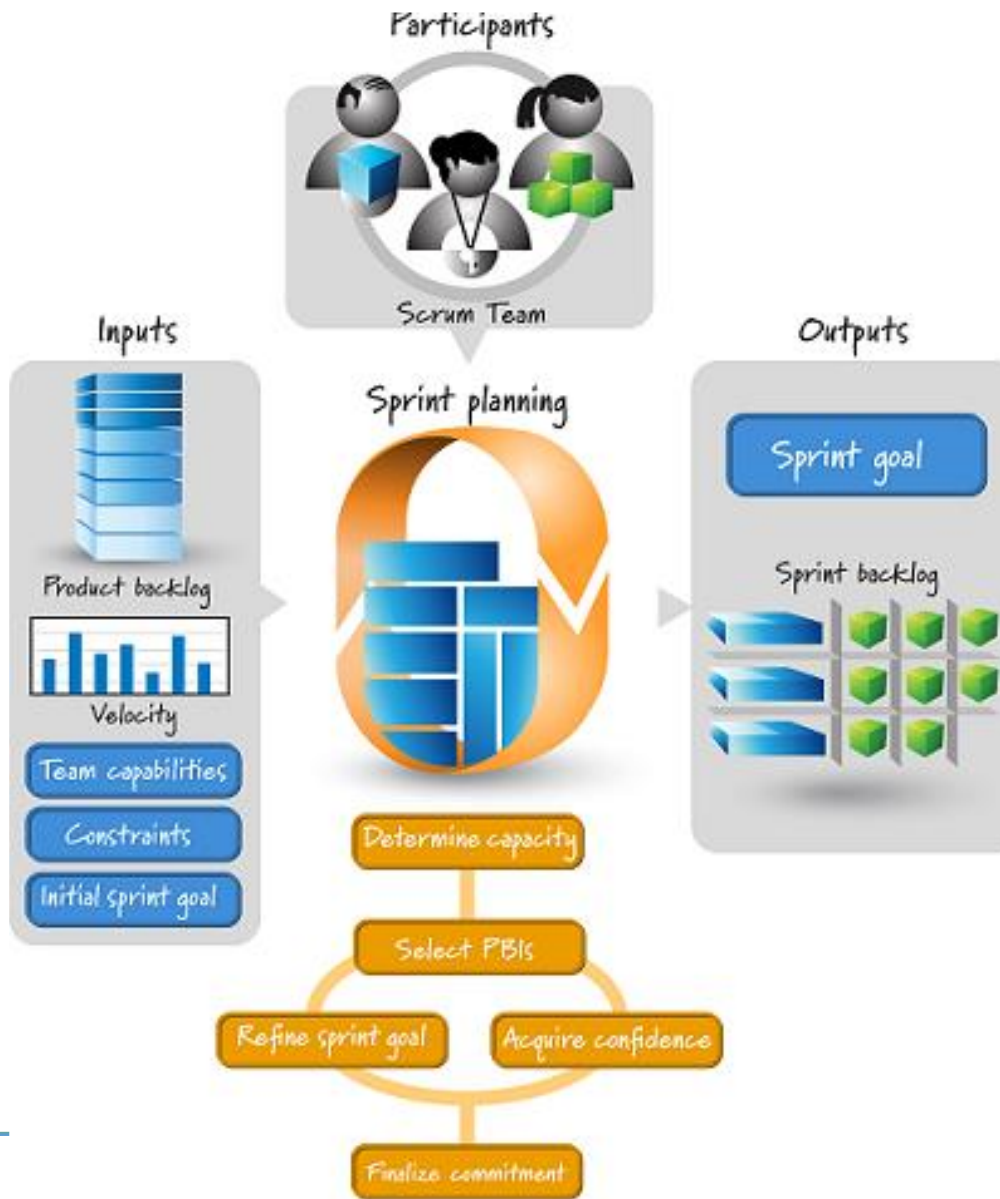 Participants
Scrum Team
Inputs
Product backlog
Velocity
Team capabilities
Constraints
Initial sprint goal
Sprint planning
Determine capacity
Select PBIs
Refine sprint goal
Acquire confidence
Finalize commitment
Outputs
Sprint goal
Sprint backlog